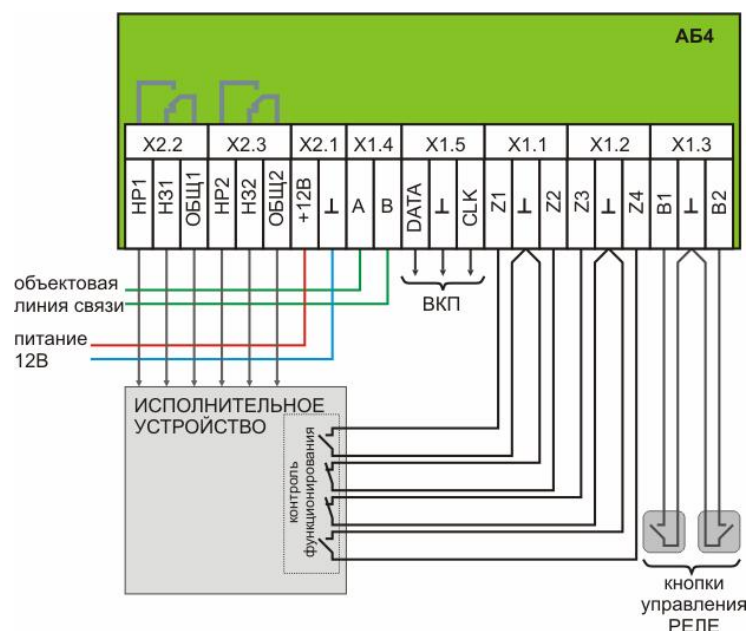 АБ4
X2.2 X2.3 X2.1 X1.4 X1.5 X1.1 X1.2 X1.3
НР1 НЗ1 ОБЩ1 НР2 НЗ2 ОБЩ2 +12В ⊥ А В DATA ⊥ CLK Z1 ⊥ Z2 Z3 ⊥ Z4 B1 ⊥ B2
объектовая
линия связи
ВКП
питание
12В
ИСПОЛНИТЕЛЬНОЕ
УСТРОЙСТВО
контроль
функционирования
кнопки
управления
РЕЛЕ